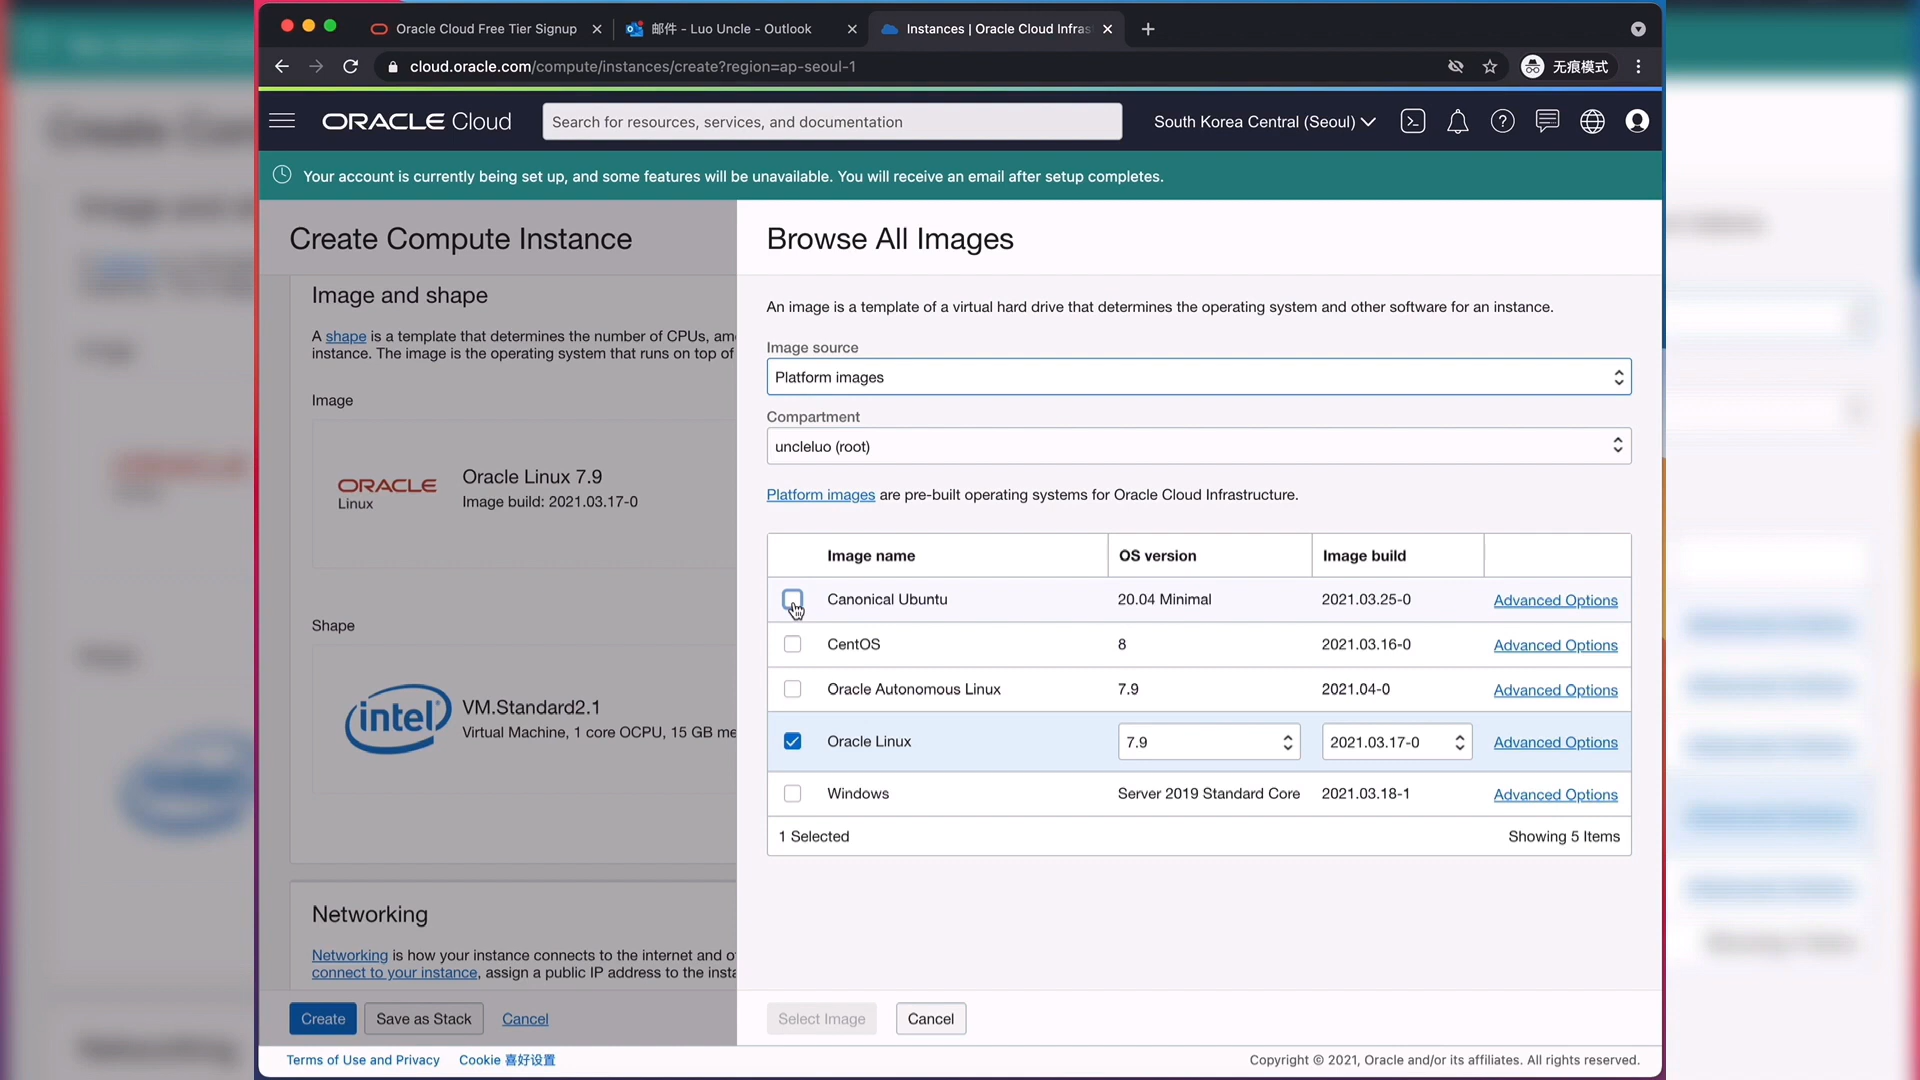 Oracle Cloud Free Tier Signup
邮件 - Luo Uncle - Outlook
Instances | Oracle Cloud Infras
cloud.oracle.com/compute/instances/create?region=ap-seoul-1
无痕模式
ORACLE Cloud
Search for resources, services, and documentation
South Korea Central (Seoul)
Your account is currently being set up, and some features will be unavailable. You will receive an email after setup completes.
Create Compute Instance
Image and shape
A shape is a template that determines the number of CPUs, am
instance. The image is the operating system that runs on top of
Image
ORACLE
Linux
Oracle Linux 7.9
Image build: 2021.03.17-0
Shape
intel
VM.Standard2.1
Virtual Machine, 1 core OCPU, 15 GB me
Networking
Networking is how your instance connects to the internet and o
connect to your instance, assign a public IP address to the insta
Create
Save as Stack
Cancel
Browse All Images
An image is a template of a virtual hard drive that determines the operating system and other software for an instance.
Image source
Platform images
Compartment
uncleluo (root)
Platform images are pre-built operating systems for Oracle Cloud Infrastructure.
Image name OS version Image build
Canonical Ubuntu 20.04 Minimal 2021.03.25-0 Advanced Options
CentOS 8 2021.03.16-0 Advanced Options
Oracle Autonomous Linux 7.9 2021.04-0 Advanced Options
Oracle Linux 7.9 2021.03.17-0 Advanced Options
Windows Server 2019 Standard Core 2021.03.18-1 Advanced Options
1 Selected Showing 5 Items
Select Image
Cancel
Terms of Use and Privacy
Cookie 喜好设置
Copyright © 2021, Oracle and/or its affiliates. All rights reserved.